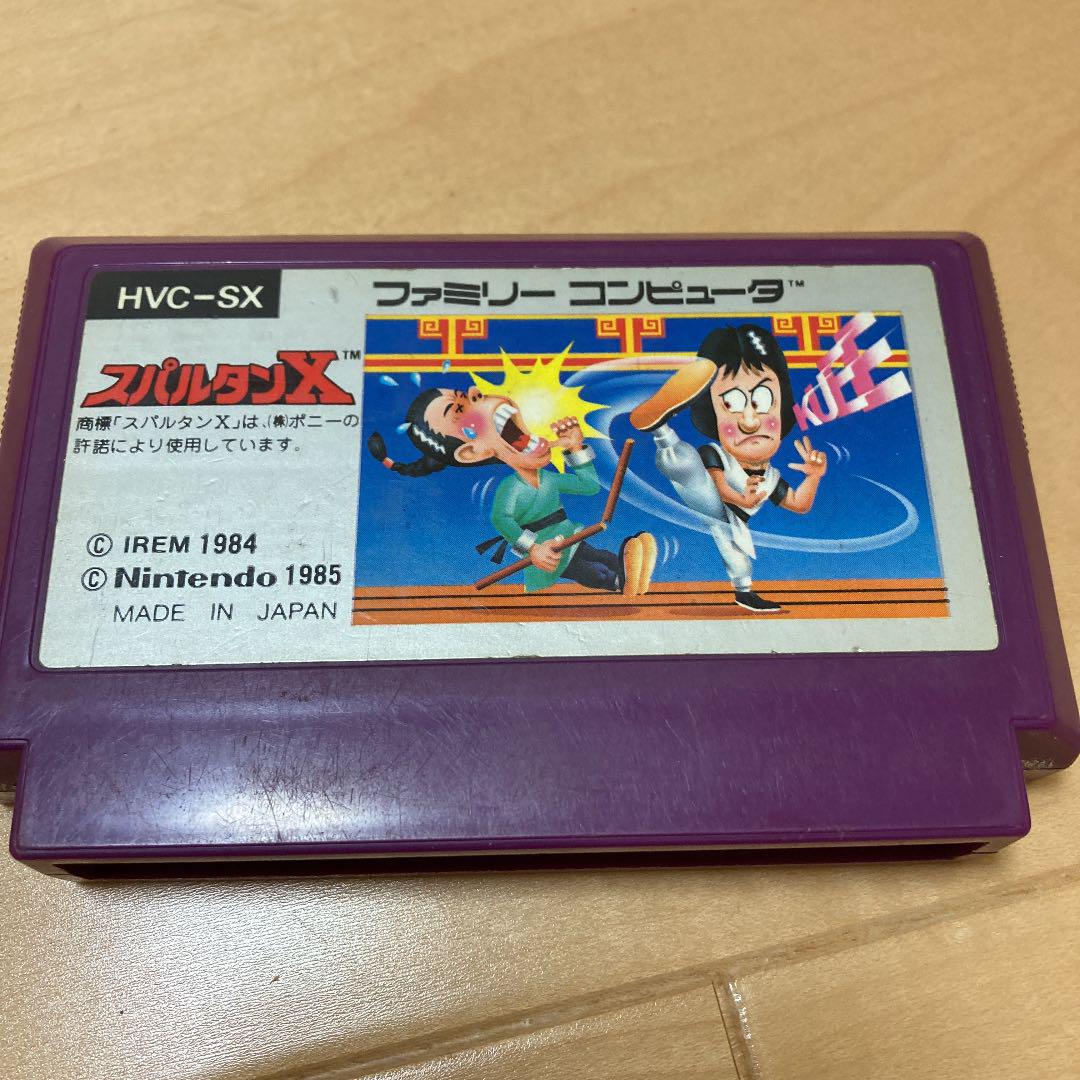 HVC-SX
ファミリー コンピュータ™
スパルタンX™
商標「スパルタンX」は、(株)ポニーの
許諾により使用しています。
KUEEE
© IREM 1984
© Nintendo 1985
MADE IN JAPAN